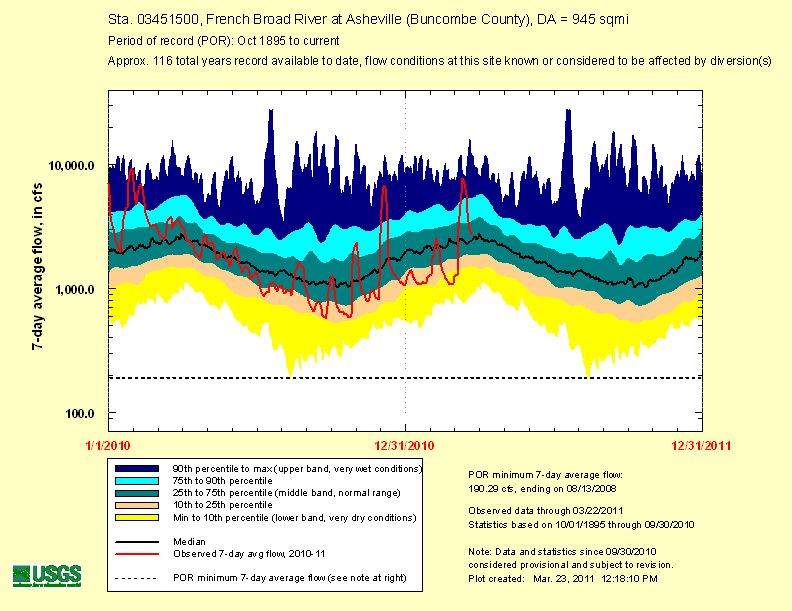 Sta. 03451500, French Broad River at Asheville (Buncombe County), DA = 945 sqmi
Period of record (POR): Oct 1895 to current
Approx. 116 total years record available to date, flow conditions at this site known or considered to be affected by diversion(s)
7-day average flow, in cfs
10,000.0
1,000.0
100.0
1/1/2010 12/31/2010 12/31/2011
90th percentile to max (upper band, very wet conditions)
75th to 90th percentile
25th to 75th percentile (middle band, normal range)
10th to 25th percentile
Min to 10th percentile (lower band, very dry conditions)
Median
Observed 7-day avg flow, 2010-11
POR minimum 7-day average flow (see note at right)
POR minimum 7-day average flow:
190.29 cfs, ending on 08/13/2008
Observed data through 03/22/2011
Statistics based on 10/01/1895 through 09/30/2010
Note: Data and statistics since 09/30/2010
considered provisional and subject to revision.
Plot created: Mar. 23, 2011 12:18:10 PM
USGS